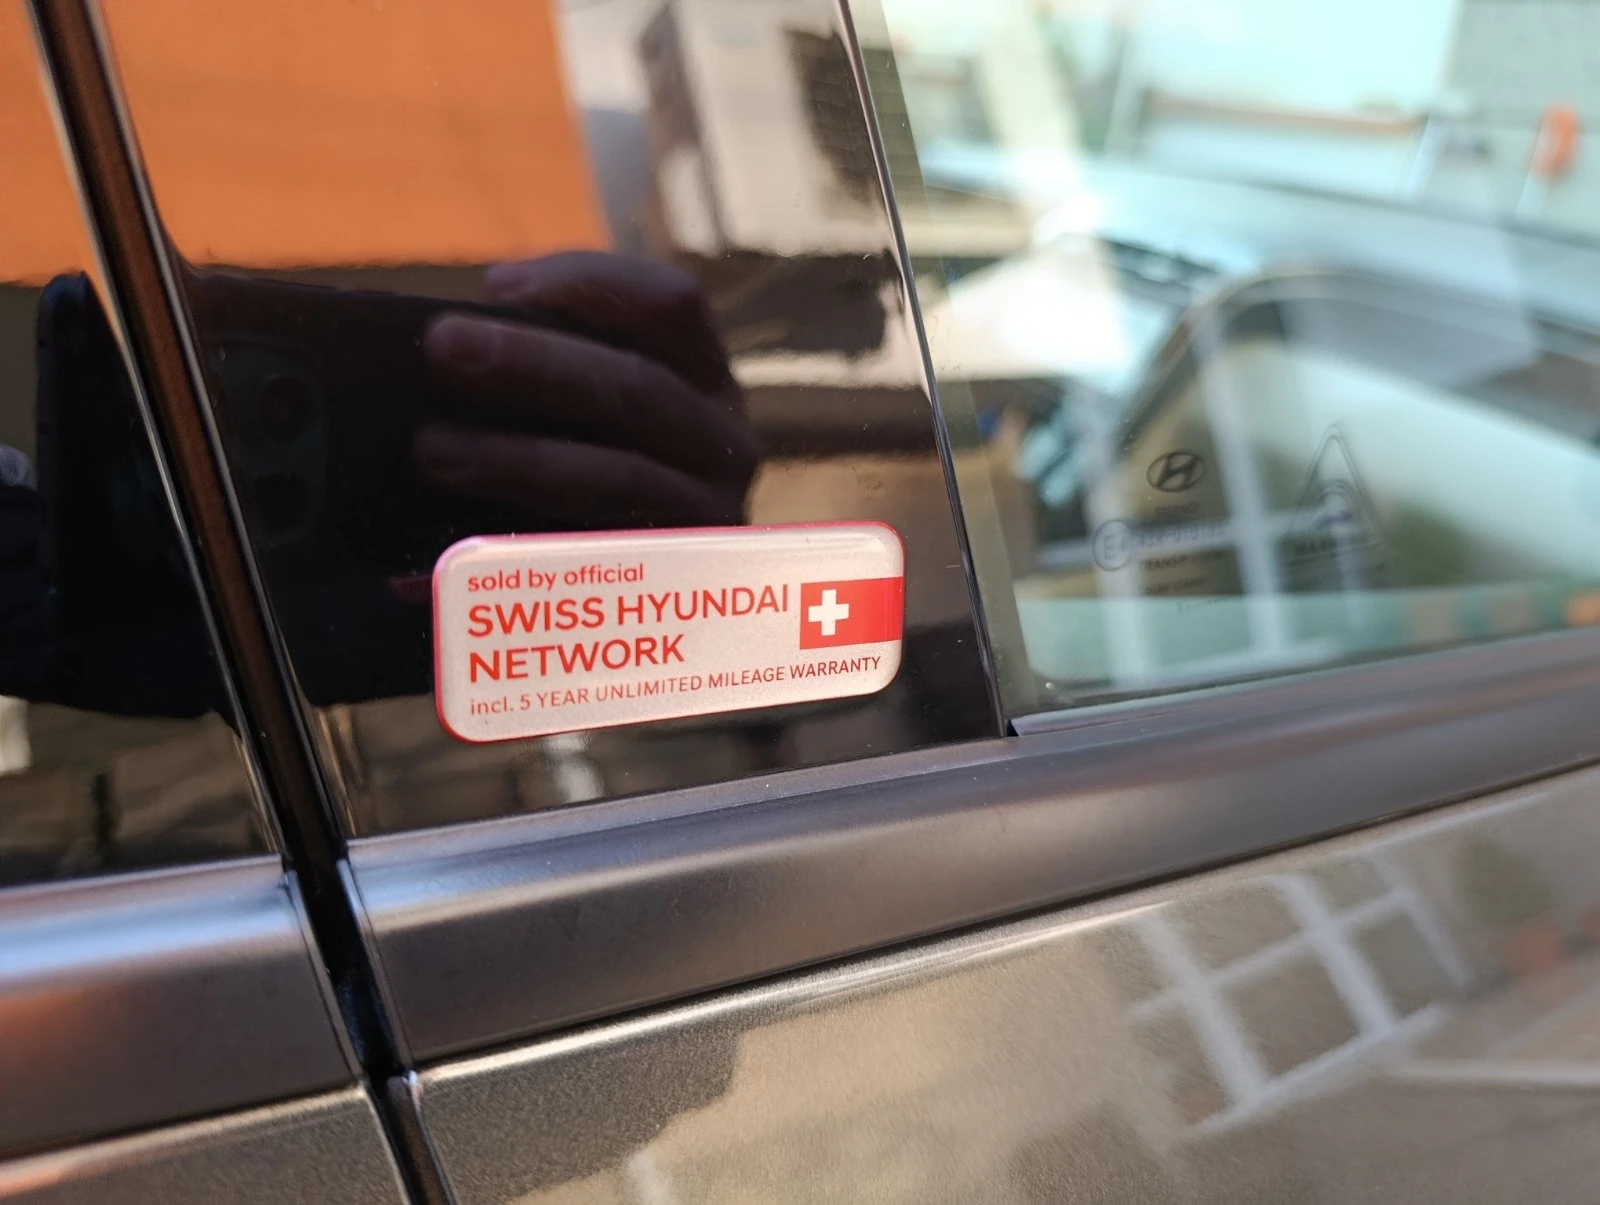 sold by official
SWISS HYUNDAI
NETWORK
incl. 5 YEAR UNLIMITED MILEAGE WARRANTY